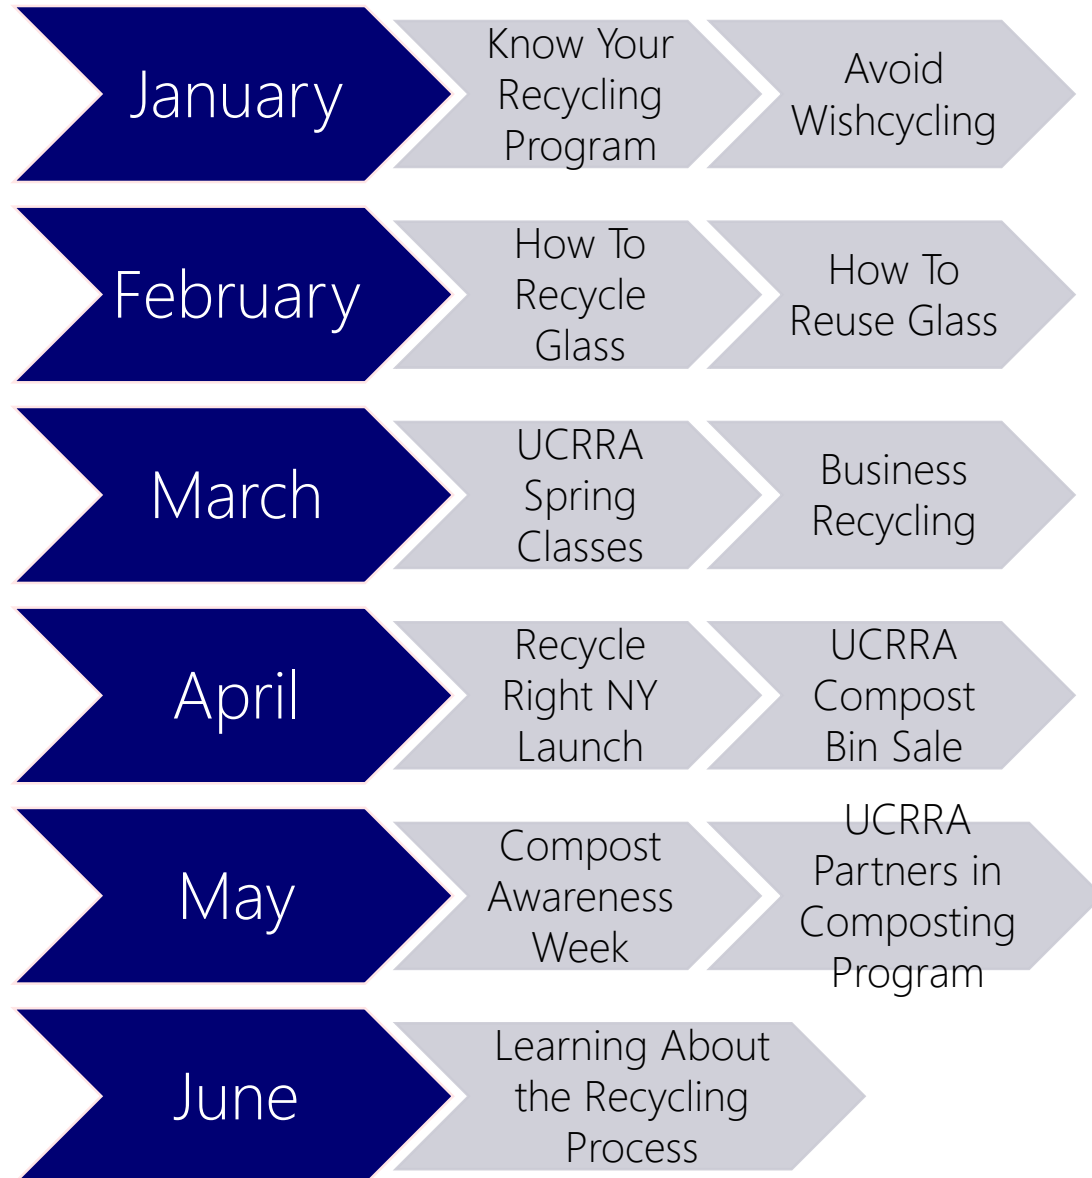 January
Know Your
Recycling
Program
Avoid
Wishcycling
February
How To
Recycle
Glass
How To
Reuse Glass
March
UCRRA
Spring
Classes
Business
Recycling
April
Recycle
Right NY
Launch
UCRRA
Compost
Bin Sale
May
Compost
Awareness
Week
UCRRA
Partners in
Composting
Program
June
Learning About
the Recycling
Process